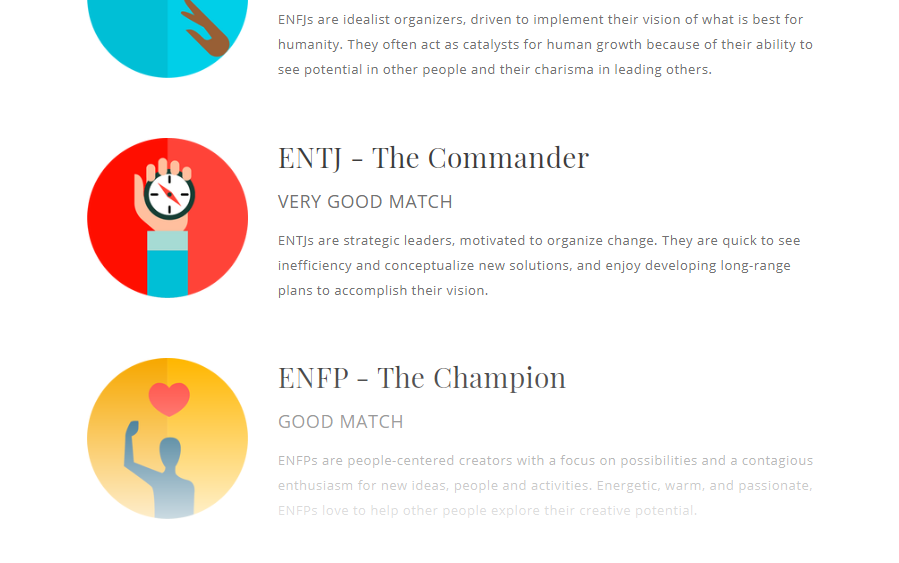 ENFJs are idealist organizers, driven to implement their vision of what is best for
humanity. They often act as catalysts for human growth because of their ability to
see potential in other people and their charisma in leading others.
ENTJ - The Commander
VERY GOOD MATCH
ENTJs are strategic leaders, motivated to organize change. They are quick to see
inefficiency and conceptualize new solutions, and enjoy developing long-range
plans to accomplish their vision.
ENFP - The Champion
GOOD MATCH
ENFPs are people-centered creators with a focus on possibilities and a contagious
enthusiasm for new ideas, people and activities. Energetic, warm, and passionate,
ENFPs love to help other people explore their creative potential.